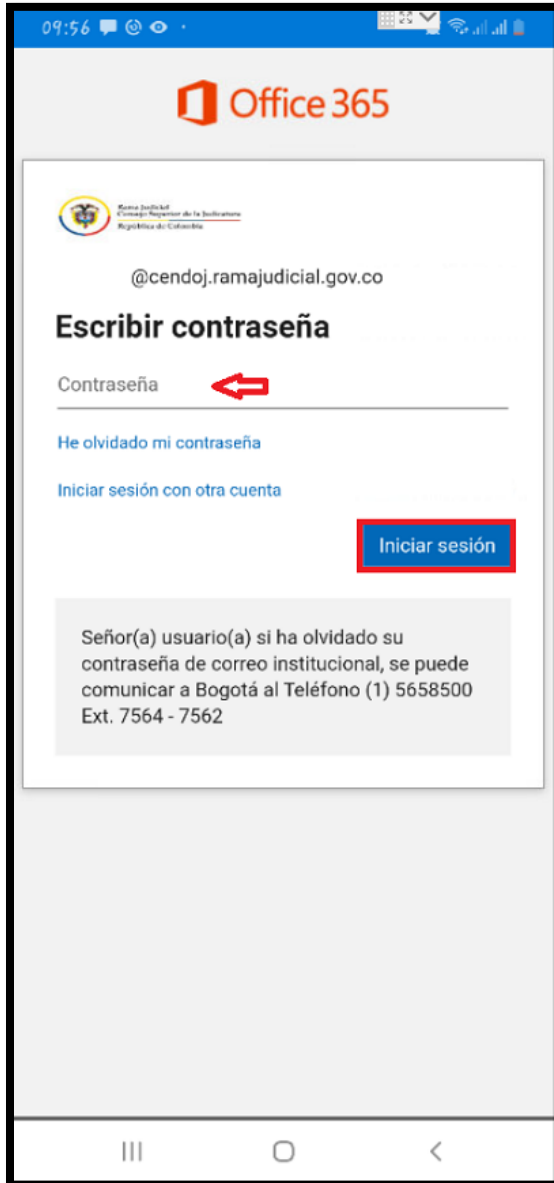 09:56
Office 365
Rama Judicial
Consejo Superior de la Judicatura
República de Colombia
@cendoj.ramajudicial.gov.co
Escribir contraseña
Contraseña
He olvidado mi contraseña
Iniciar sesión con otra cuenta
Iniciar sesión
Señor(a) usuario(a) si ha olvidado su
contraseña de correo institucional, se puede
comunicar a Bogotá al Teléfono (1) 5658500
Ext. 7564 - 7562